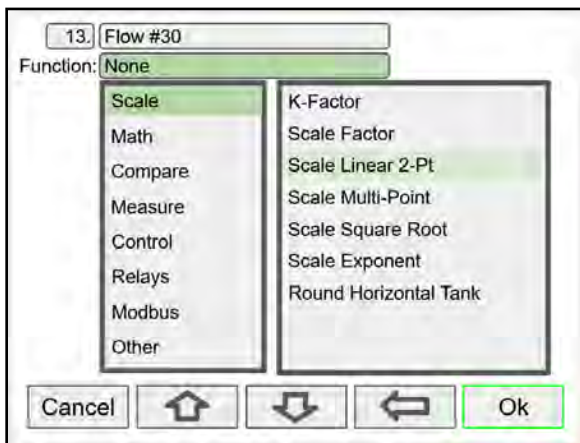 13. Flow #30
Function: None
Scale
Math
Compare
Measure
Control
Relays
Modbus
Other
K-Factor
Scale Factor
Scale Linear 2-Pt
Scale Multi-Point
Scale Square Root
Scale Exponent
Round Horizontal Tank
Cancel Ok